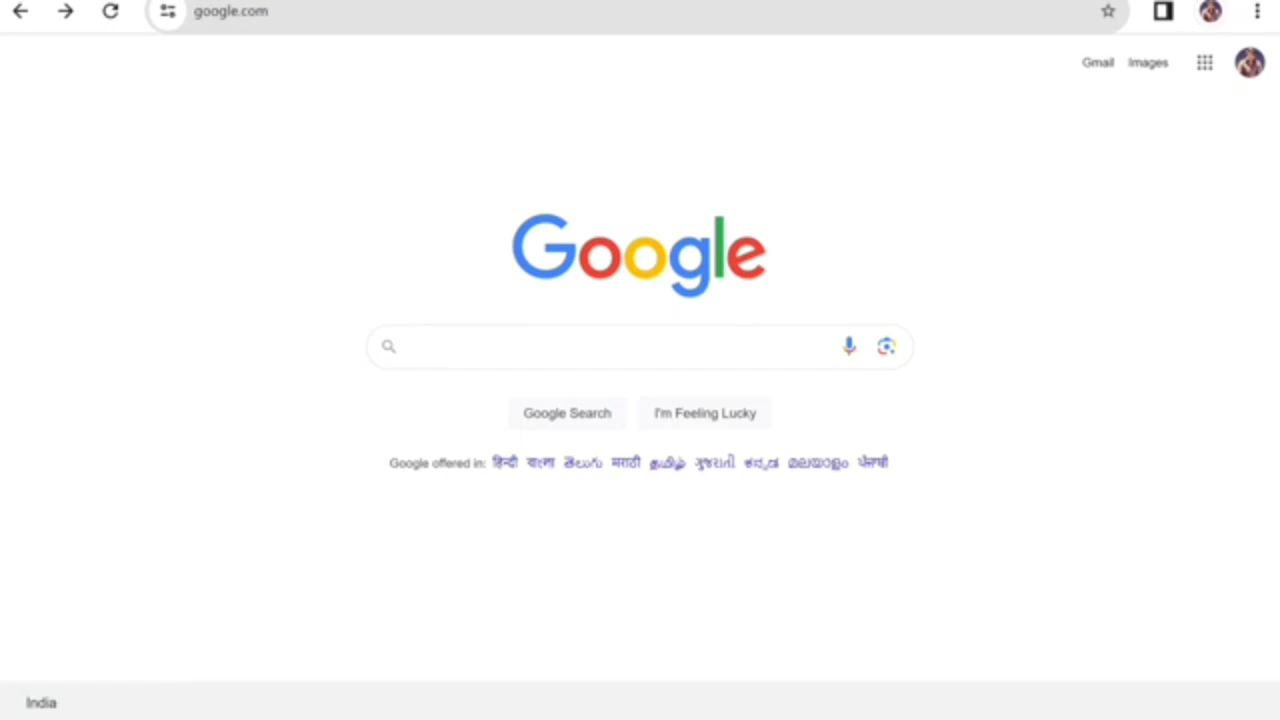 google.com
Gmail Images
Google
Google Search I'm Feeling Lucky
Google offered in: हिन्दी বাংলা తెలుగు मराठी தமிழ் ગુજરાતી ಕನ್ನಡ മലയാളം ਪੰਜਾਬੀ
India